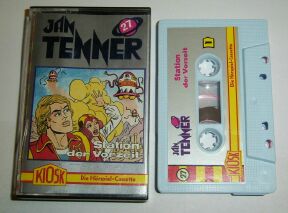 JAN
TENNER
27
Station
der Vorzeit
KIOSK
Die Hörspiel-Cassette
1
Station
der Vorzeit
JAN
TENNER
27
KIOSK
Die Hörspiel-Cassette